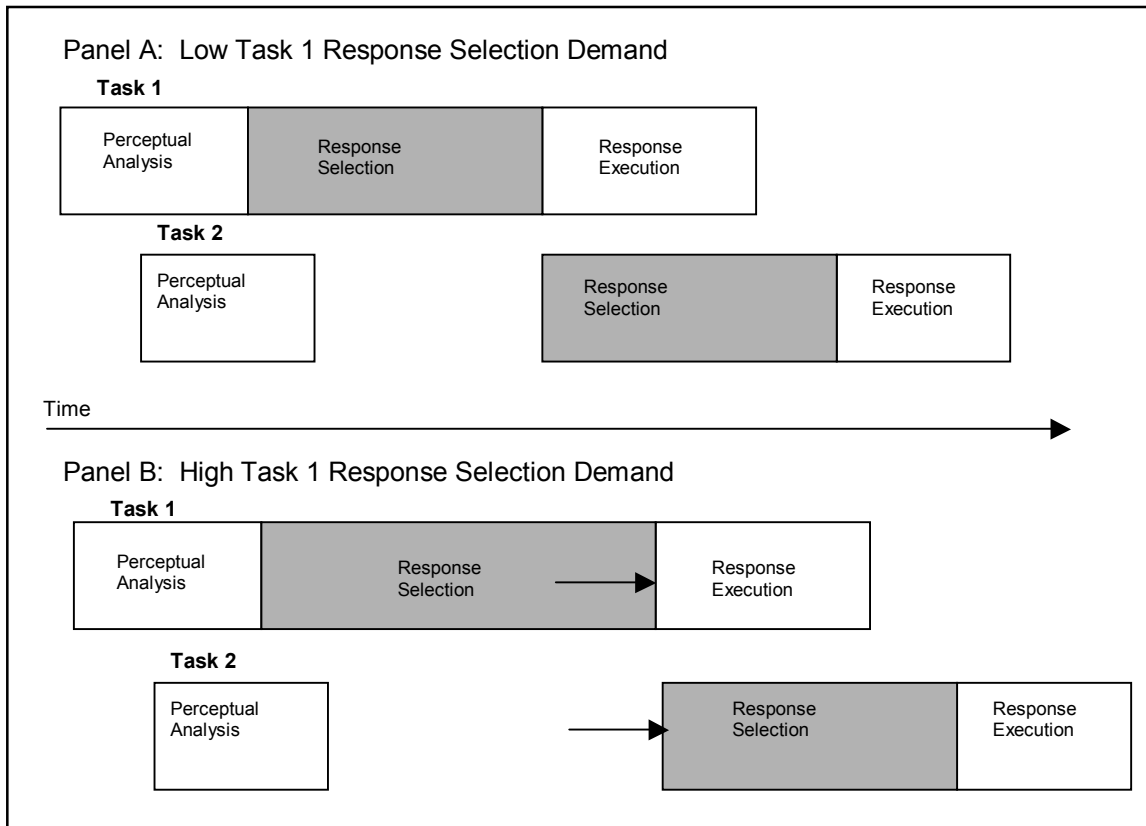 Panel A: Low Task 1 Response Selection Demand
Task 1
Perceptual
Analysis
Response
Selection
Response
Execution
Task 2
Perceptual
Analysis
Response
Selection
Response
Execution
Time
Panel B: High Task 1 Response Selection Demand
Task 1
Perceptual
Analysis
Response
Selection
Response
Execution
Task 2
Perceptual
Analysis
Response
Selection
Response
Execution